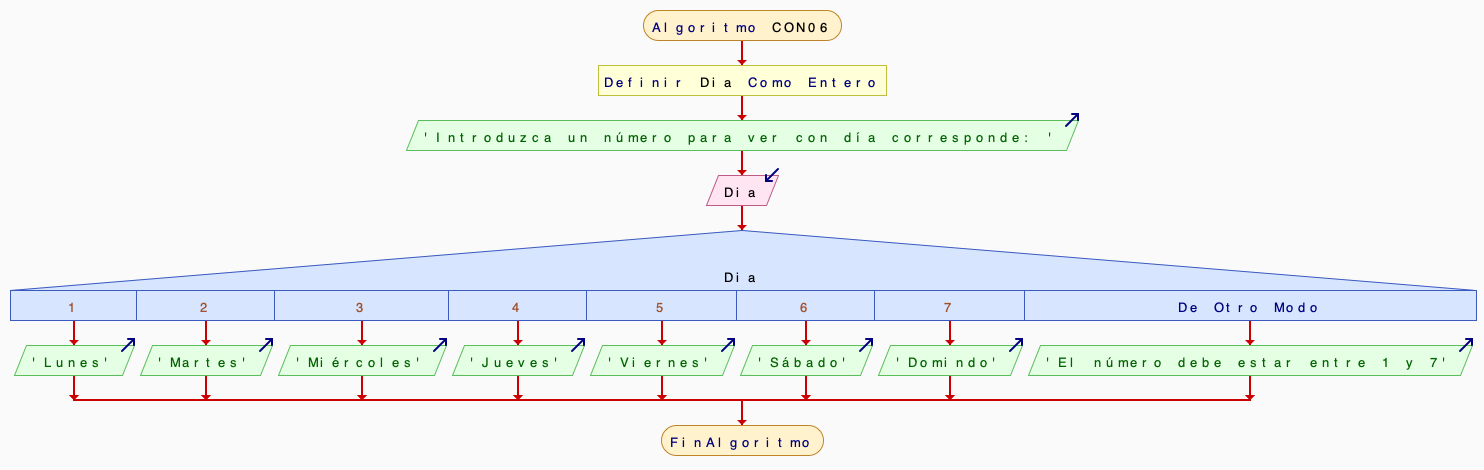 Algoritmo CON06
Definir Dia Como Entero
'Introduzca un número para ver con día corresponde: '
Dia
Dia
1 2 3 4 5 6 7 De Otro Modo
'Lunes' 'Martes' 'Miércoles' 'Jueves' 'Viernes' 'Sábado' 'Domindo' 'El número debe estar entre 1 y 7'
FinAlgoritmo